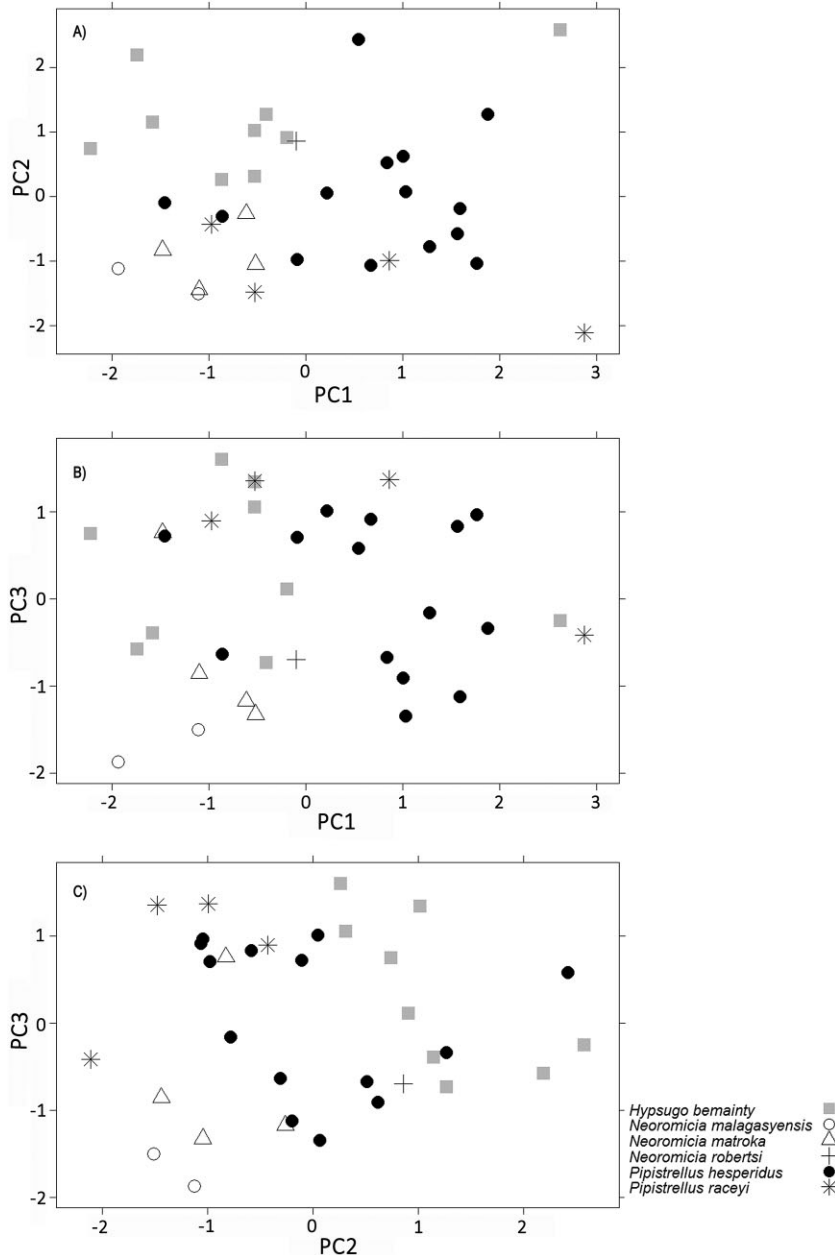 A)
2
1
0
-1
-2
PC2
-2
-1
0
1
2
3
PC1
B)
1
0
-1
-2
PC3
-2
-1
0
1
2
3
PC1
C)
1
0
-1
-2
PC3
-2
-1
0
1
2
PC2
Hypsugo bemainty
Neoromicia malagasyensis
Neoromicia matroka
Neoromicia robertsi
Pipistrellus hesperidus
Pipistrellus raceyi